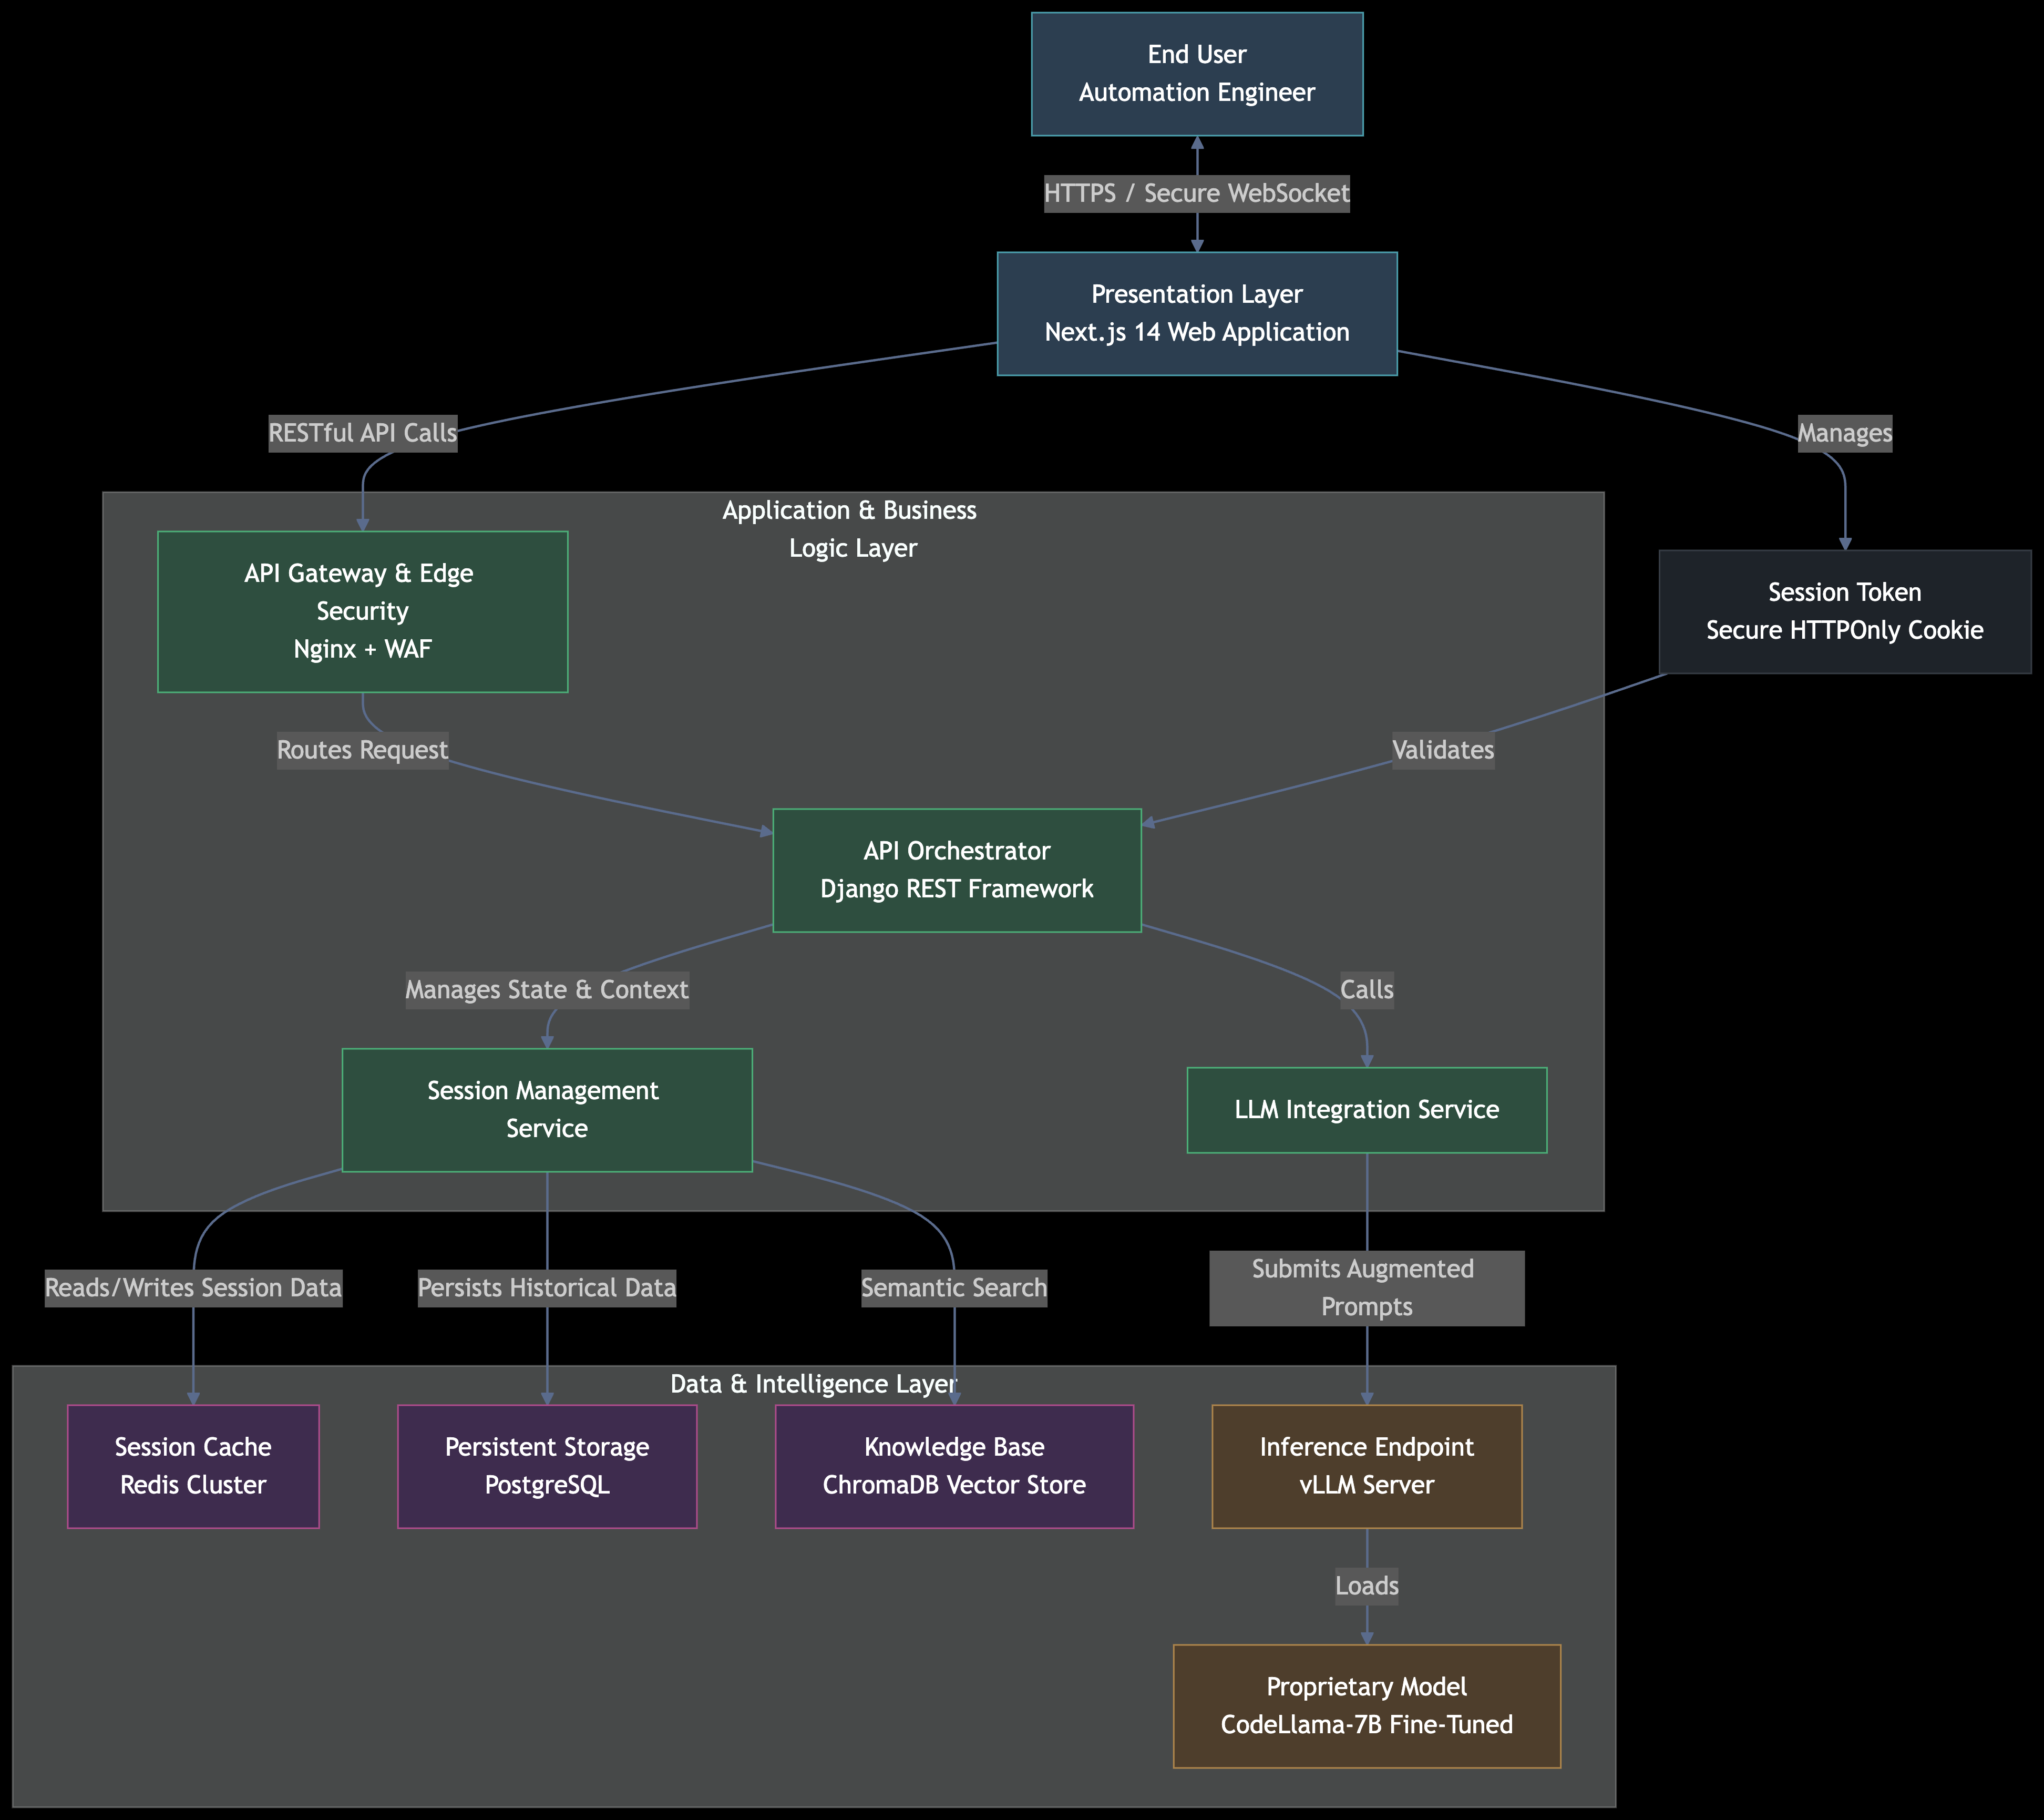 End User
Automation Engineer
HTTPS / Secure WebSocket
Presentation Layer
Next.js 14 Web Application
RESTful API Calls
Manages
Application & Business
Logic Layer
API Gateway & Edge
Security
Nginx + WAF
Session Token
Secure HTTPOnly Cookie
Routes Request
Validates
API Orchestrator
Django REST Framework
Manages State & Context
Calls
Session Management
Service
LLM Integration Service
Reads/Writes Session Data
Persists Historical Data
Semantic Search
Submits Augmented
Prompts
Data & Intelligence Layer
Session Cache
Redis Cluster
Persistent Storage
PostgreSQL
Knowledge Base
ChromaDB Vector Store
Inference Endpoint
vLLM Server
Loads
Proprietary Model
CodeLlama-7B Fine-Tuned